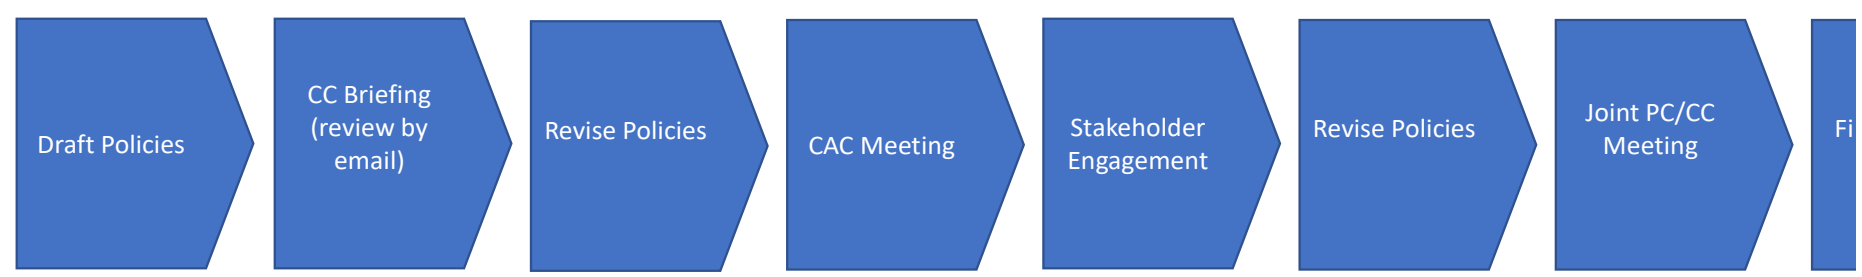 Draft Policies
CC Briefing
(review by
email)
Revise Policies
CAC Meeting
Stakeholder
Engagement
Revise Policies
Joint PC/CC
Meeting